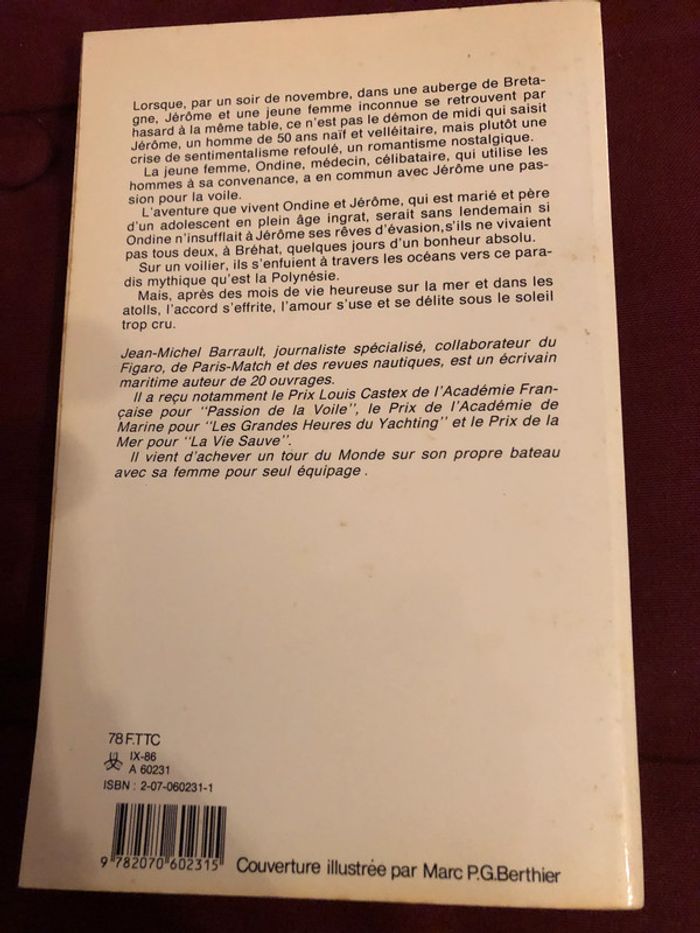 Lorsque, par un soir de novembre, dans une auberge de Breta-
gne, Jérôme et une jeune femme inconnue se retrouvent par
hasard à la même table, ce n'est pas le démon de midi qui saisit
Jérôme, un homme de 50 ans naïf et velléitaire, mais plutôt une
crise de sentimentalisme refoulé, un romantisme nostalgique.
La jeune femme, Ondine, médecin, célibataire, qui utilise les
hommes à sa convenance, a en commun avec Jérôme une pas-
sion pour la voile.
L'aventure que vivent Ondine et Jérôme, qui est marié et père
d'un adolescent en plein âge ingrat, serait sans lendemain si
Ondine n'insufflait à Jérôme ses rêves d'évasion,s'ils ne vivaient
pas tous deux, à Bréhat, quelques jours d'un bonheur absolu.
Sur un voilier, ils s'enfuient à travers les océans vers ce para-
dis mythique qu'est la Polynésie.
Mais, après des mois de vie heureuse sur la mer et dans les
atolls, l'accord s'effrite, l'amour s'use et se délite sous le soleil
trop cru.
Jean-Michel Barrault, journaliste spécialisé, collaborateur du
Figaro, de Paris-Match et des revues nautiques, est un écrivain
maritime auteur de 20 ouvrages.
Il a reçu notamment le Prix Louis Castex de l'Académie Fran-
çaise pour "Passion de la Voile", le Prix de l'Académie de
Marine pour "Les Grandes Heures du Yachting" et le Prix de la
Mer pour "La Vie Sauve".
Il vient d'achever un tour du Monde sur son propre bateau
avec sa femme pour seul équipage .
78 F.TTC
IX-86
A 60231
ISBN : 2-07-060231-1
9 782070 602315
Couverture illustrée par Marc P.G.Berthier